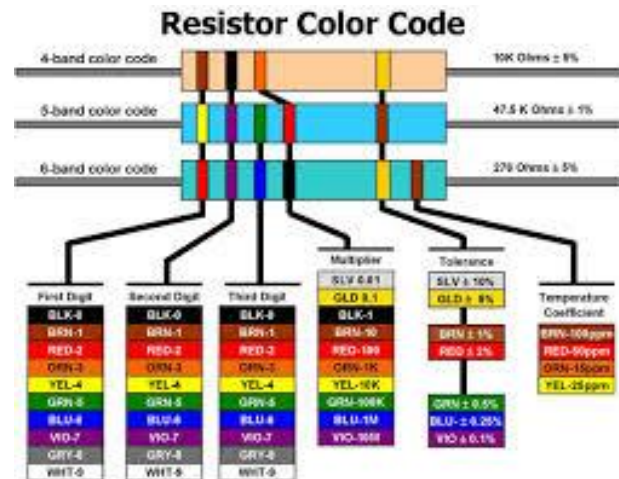 Resistor Color Code
4-band color code
10K Ohms ± 5%
5-band color code
47.5 K Ohms ± 1%
6-band color code
276 Ohms ± 5%
First Digit
BLK-0
BRN-1
RED-2
ORN-3
YEL-4
GRN-5
BLU-6
VIO-7
GRY-8
WHT-9
Second Digit
BLK-0
BRN-1
RED-2
ORN-3
YEL-4
GRN-5
BLU-6
VIO-7
GRY-8
WHT-9
Third Digit
BLK-0
BRN-1
RED-2
ORN-3
YEL-4
GRN-5
BLU-6
VIO-7
GRY-8
WHT-9
Multiplier
SLV 0.01
GLD 0.1
BLK-1
BRN-10
RED-100
ORN-1K
YEL-10K
GRN-100K
BLU-1M
VIO-10M
Tolerance
SLV ± 10%
GLD ± 5%
BRN ± 1%
RED ± 2%
GRN ± 0.5%
BLU- ± 0.25%
VIO ± 0.1%
Temperature
Coefficient
BRN-100ppm
RED-50ppm
ORN-15ppm
YEL-25ppm